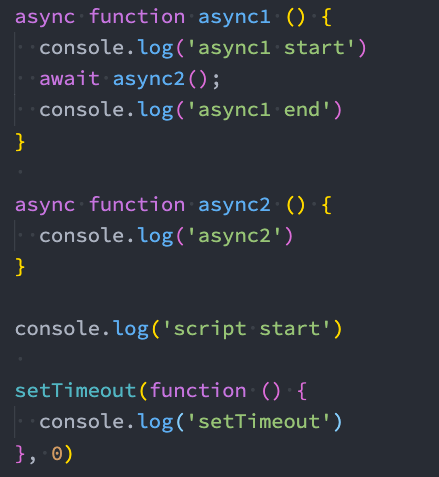 async function async1 () {
  console.log('async1 start')
  await async2();
  console.log('async1 end')
}

async function async2 () {
  console.log('async2')
}

console.log('script start')

setTimeout(function () {
  console.log('setTimeout')
}, 0)